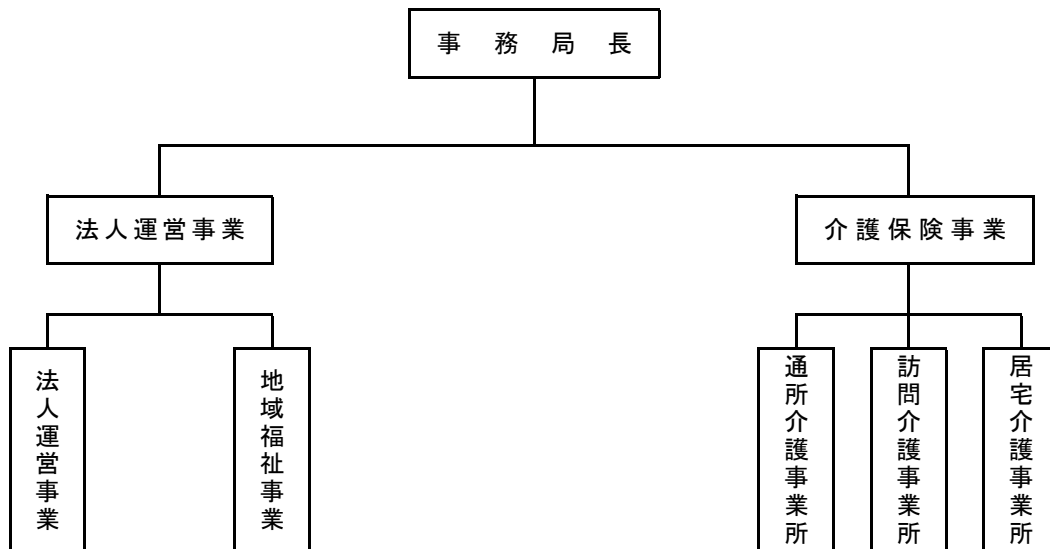 事務局長
法人運営事業
介護保険事業
法人運営事業
地域福祉事業
通所介護事業所
訪問介護事業所
居宅介護事業所